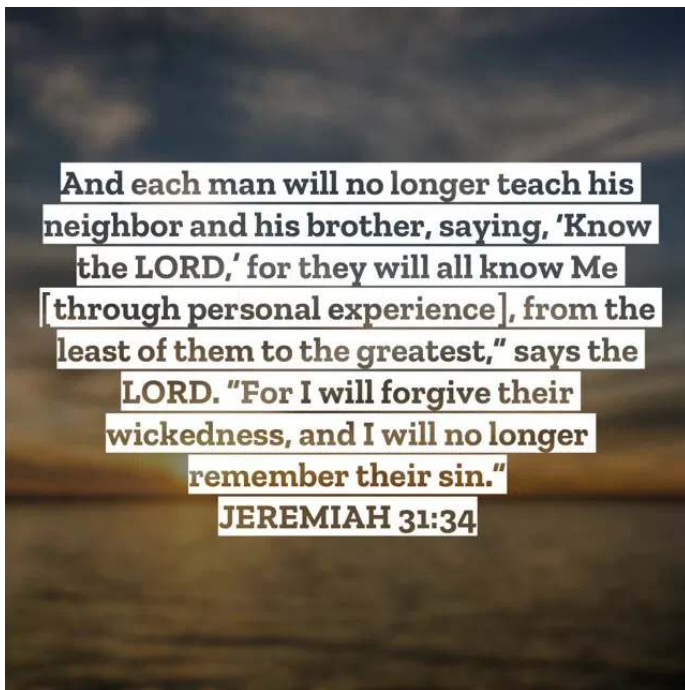 And each man will no longer teach his
neighbor and his brother, saying, ‘Know
the LORD,’ for they will all know Me
[through personal experience], from the
least of them to the greatest,” says the
LORD. “For I will forgive their
wickedness, and I will no longer
remember their sin.”
JEREMIAH 31:34